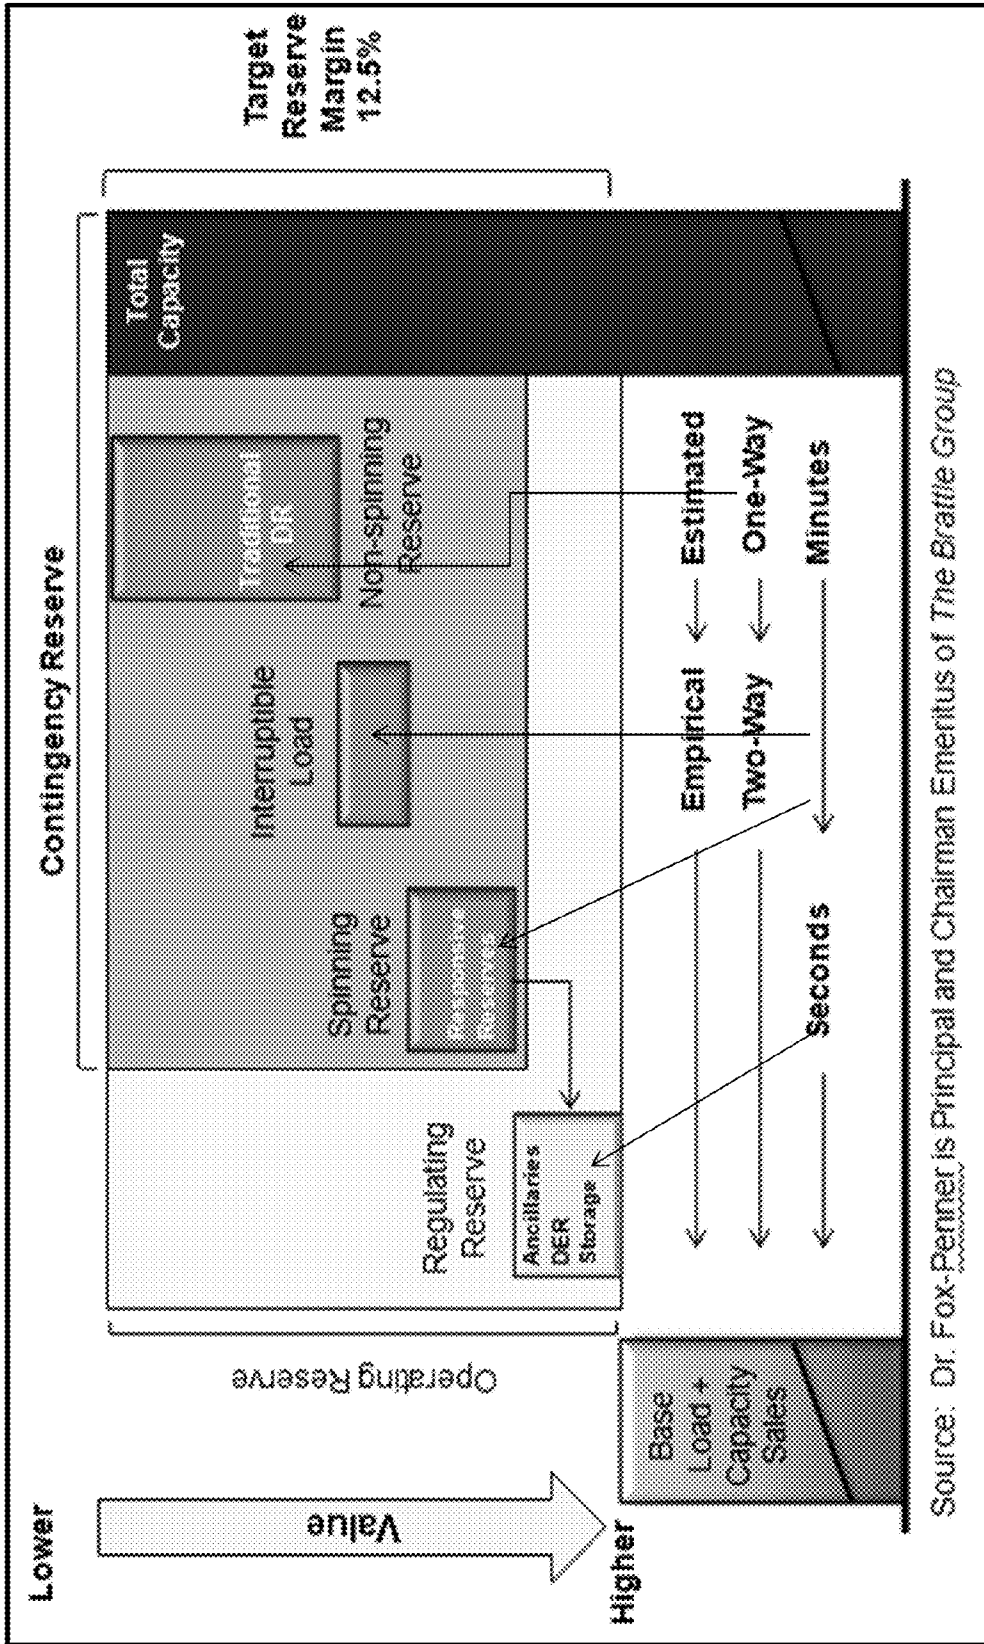 Lower
Value
Higher
Operating Reserve
Base
Load +
Capacity
Sales
Contingency Reserve
Regulating
Reserve
Ancillaries
DER
Storage
Spinning
Reserve
Interruptible
Load
Traditional
DR
Non-spinning
Reserve
Total
Capacity
Target
Reserve
Margin
12.5%
Empirical
Estimated
Two-Way
One-Way
Seconds
Minutes
Source: Dr. Fox-Penner is Principal and Chairman Emeritus of The Brattle Group